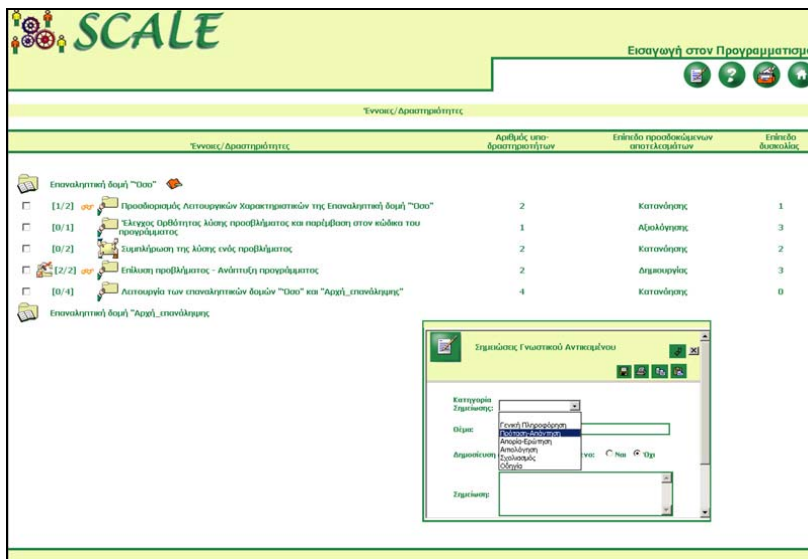 SCALE
Εισαγωγή στον Προγραμματισμ
Έννοιες/Δραστηριότητες
Έννοιες/Δραστηριότητες
Αριθμός υπο-
δραστηριοτήτων
Επίπεδο προσδοκώμενων
αποτελεσμάτων
Επίπεδο
δυσκολίας
Επαναληπτική δομή "Όσο"
[1/2] Προσδιορισμός Λειτουργικών Χαρακτηριστικών της Επαναληπτική δομή "Όσο" 2 Κατανόησης 1
[0/1] Έλεγχος Ορθότητας λύσης προβλήματος και παρέμβαση στον κώδικα του
προγράμματος 1 Αξιολόγησης 3
[0/2] Συμπλήρωση της λύσης ενός προβλήματος 2 Κατανόησης 2
[2/2] Επίλυση προβλήματος - Ανάπτυξη προγράμματος 2 Δημιουργίας 3
[0/4] Λειτουργία των επαναληπτικών δομών "Όσο" και "Αρχή_επανάληψης" 4 Κατανόησης 0
Επαναληπτική δομή "Αρχή_επανάληψης
Σημειώσεις Γνωστικού Αντικειμένου
Κατηγορία
Σημείωσης:
Γενική Πληροφόρηση
Πρόταση-Απάντηση
Απορία-Ερώτηση
Αιτιολόγηση
Σχολιασμός
Οδηγία
Θέμα:
Δημοσίευση νο: Ναι Όχι
Σημείωση: